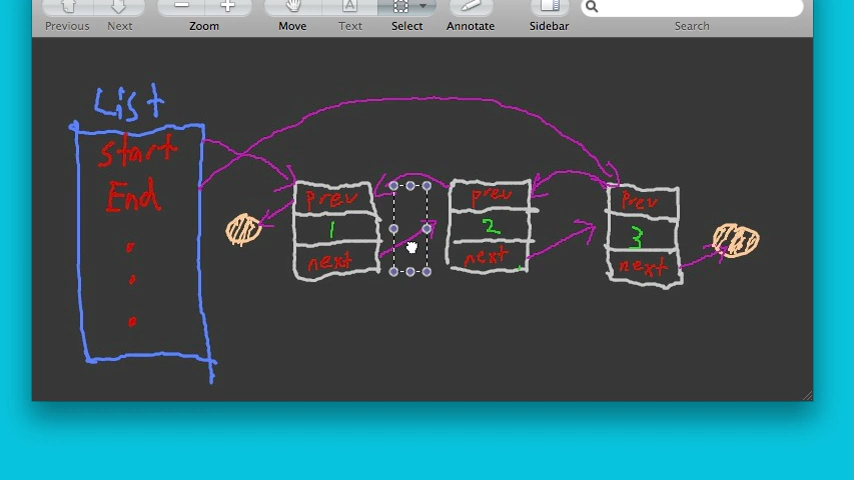 Previous Next Zoom Move Text Select Annotate Sidebar Search
List
Start
End
prev
1
next
prev
2
next
prev
3
next